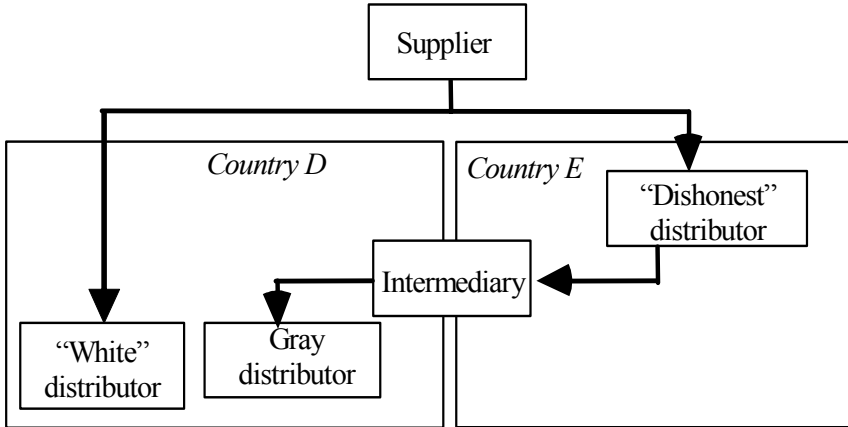 Supplier
Country D
Country E
“Dishonest”
distributor
Intermediary
“White”
distributor
Gray
distributor